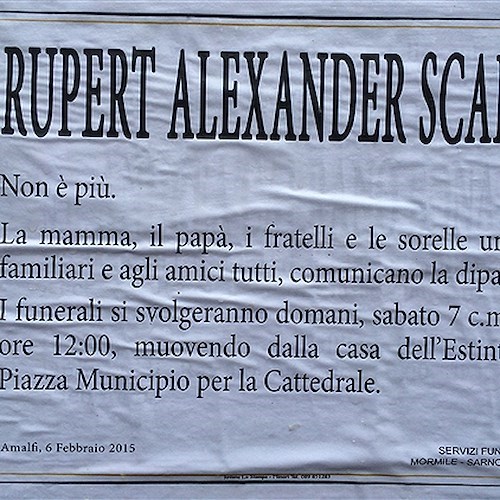 RUPERT ALEXANDER SCA
Non è più.
La mamma, il papà, i fratelli e le sorelle
familiari e agli amici tutti, comunicano la dipa
I funerali si svolgeranno domani, sabato 7 c.m
ore 12:00, muovendo dalla casa dell'Estint
Piazza Municipio per la Cattedrale.
Amalfi, 6 Febbraio 2015
SERVIZI FUN
MORMILE - SARNO